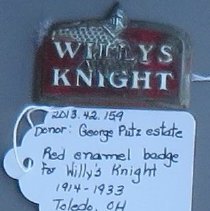 WILLYS
KNIGHT
2013.42.159
Donor: George Putz estate
Red enamel badge
for Willy's Knight
1914-1933
Toledo, OH